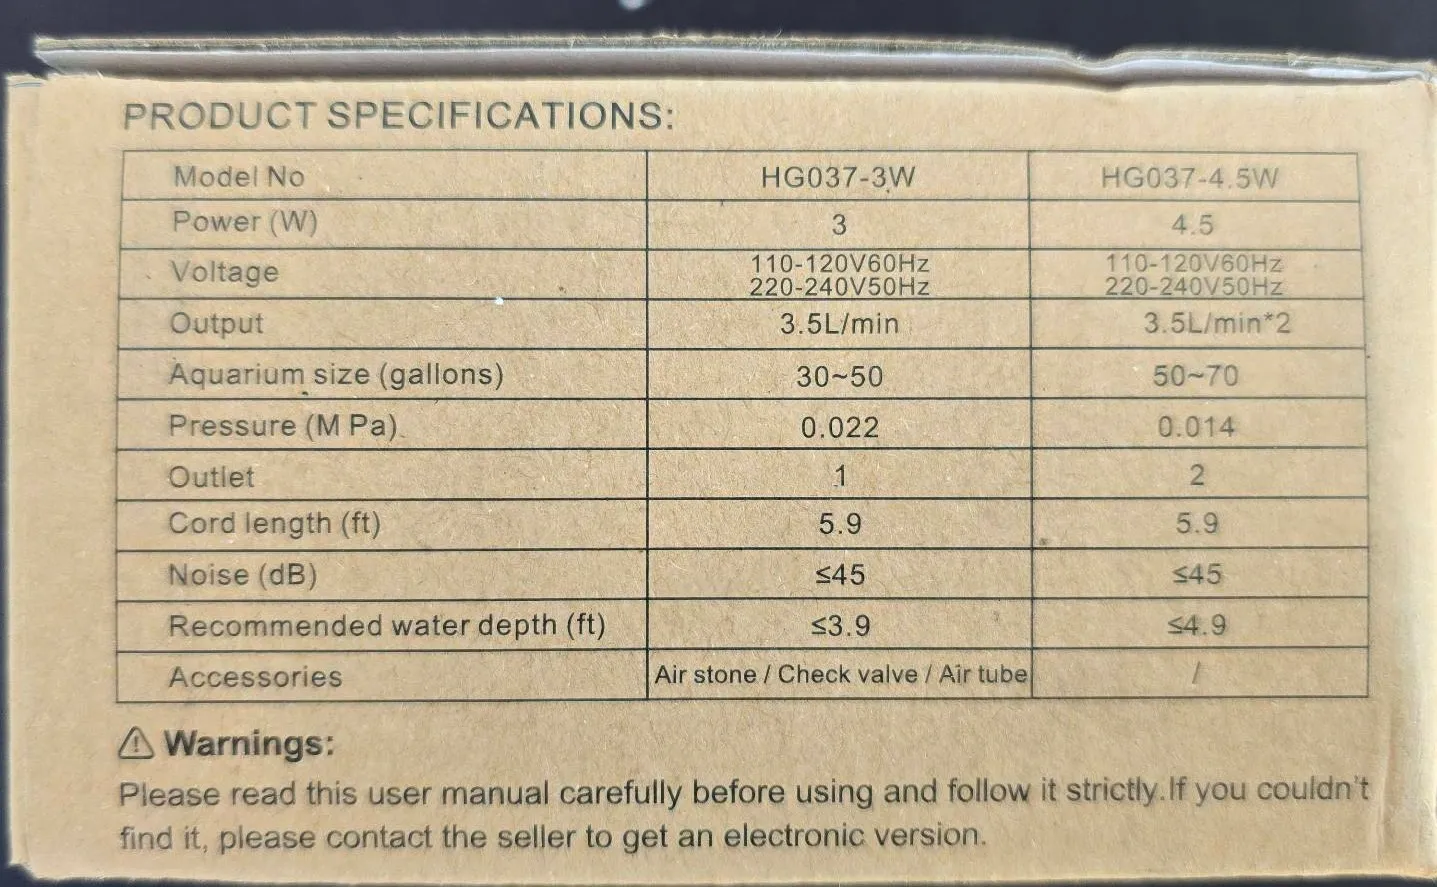 PRODUCT SPECIFICATIONS:
Model No HG037-3W HG037-4.5W
Power (W) 3 4.5
Voltage 110-120V60Hz 110-120V60Hz
220-240V50Hz 220-240V50Hz
Output 3.5L/min 3.5L/min*2
Aquarium size (gallons) 30~50 50~70
Pressure (M Pa) 0.022 0.014
Outlet 1 2
Cord length (ft) 5.9 5.9
Noise (dB) ≤45 ≤45
Recommended water depth (ft) ≤3.9 ≤4.9
Accessories Air stone / Check valve / Air tube /
⚠ Warnings:
Please read this user manual carefully before using and follow it strictly.If you couldn't
find it, please contact the seller to get an electronic version.